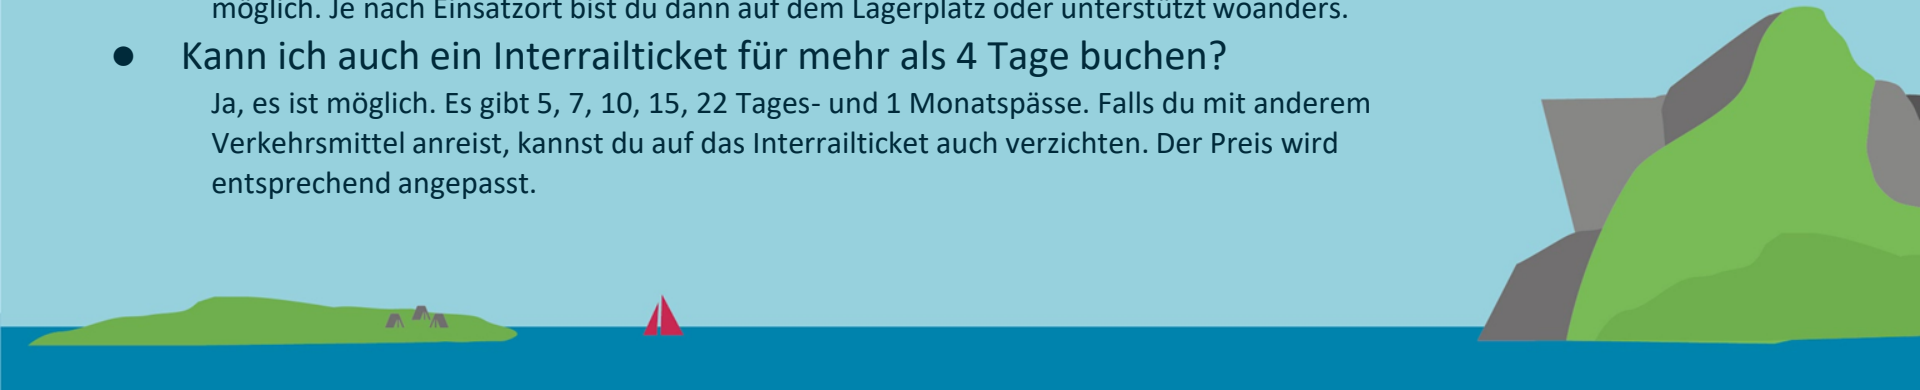 möglich. Je nach Einsatzort bist du dann auf dem Lagerplatz oder unterstützt woanders.
● Kann ich auch ein Interrailticket für mehr als 4 Tage buchen?
Ja, es ist möglich. Es gibt 5, 7, 10, 15, 22 Tages- und 1 Monatspässe. Falls du mit anderem
Verkehrsmittel anreist, kannst du auf das Interrailticket auch verzichten. Der Preis wird
entsprechend angepasst.